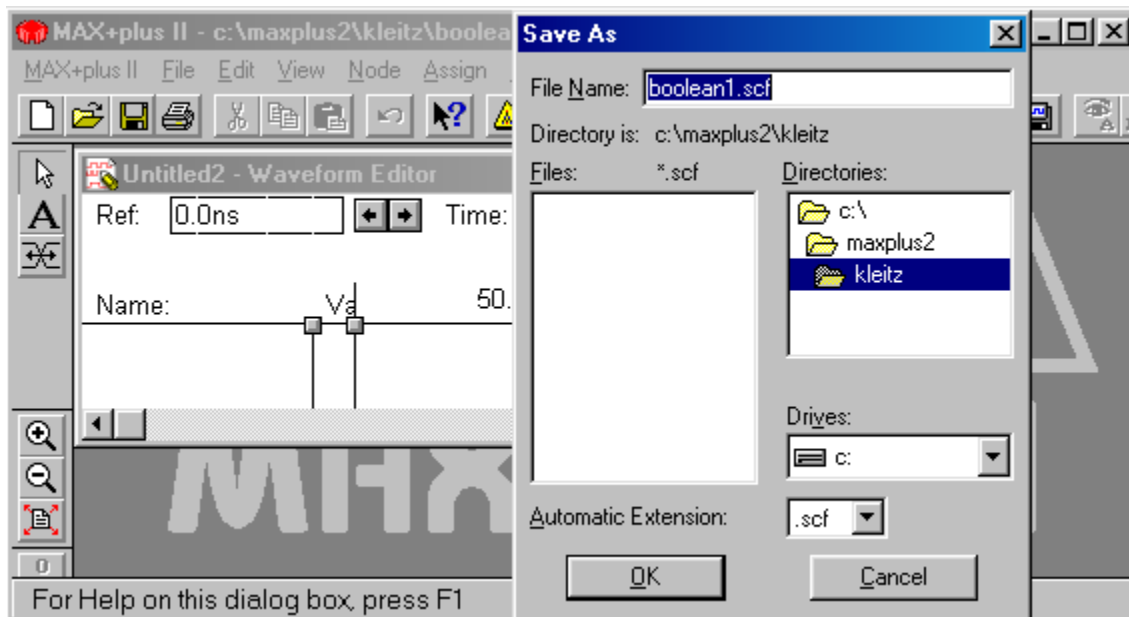 MAX+plus II - c:\maxplus2\kleitz\boolea
MAX+plus II File Edit View Node Assign
Save As
File Name: boolean1.scf
Directory is: c:\maxplus2\kleitz
Files: *.scf
Directories:
c:\
maxplus2
kleitz
Drives:
c:
Automatic Extension: .scf
OK Cancel
Untitled2 - Waveform Editor
Ref: 0.0ns Time:
Name: Va 50.
A
0
MAX
For Help on this dialog box, press F1